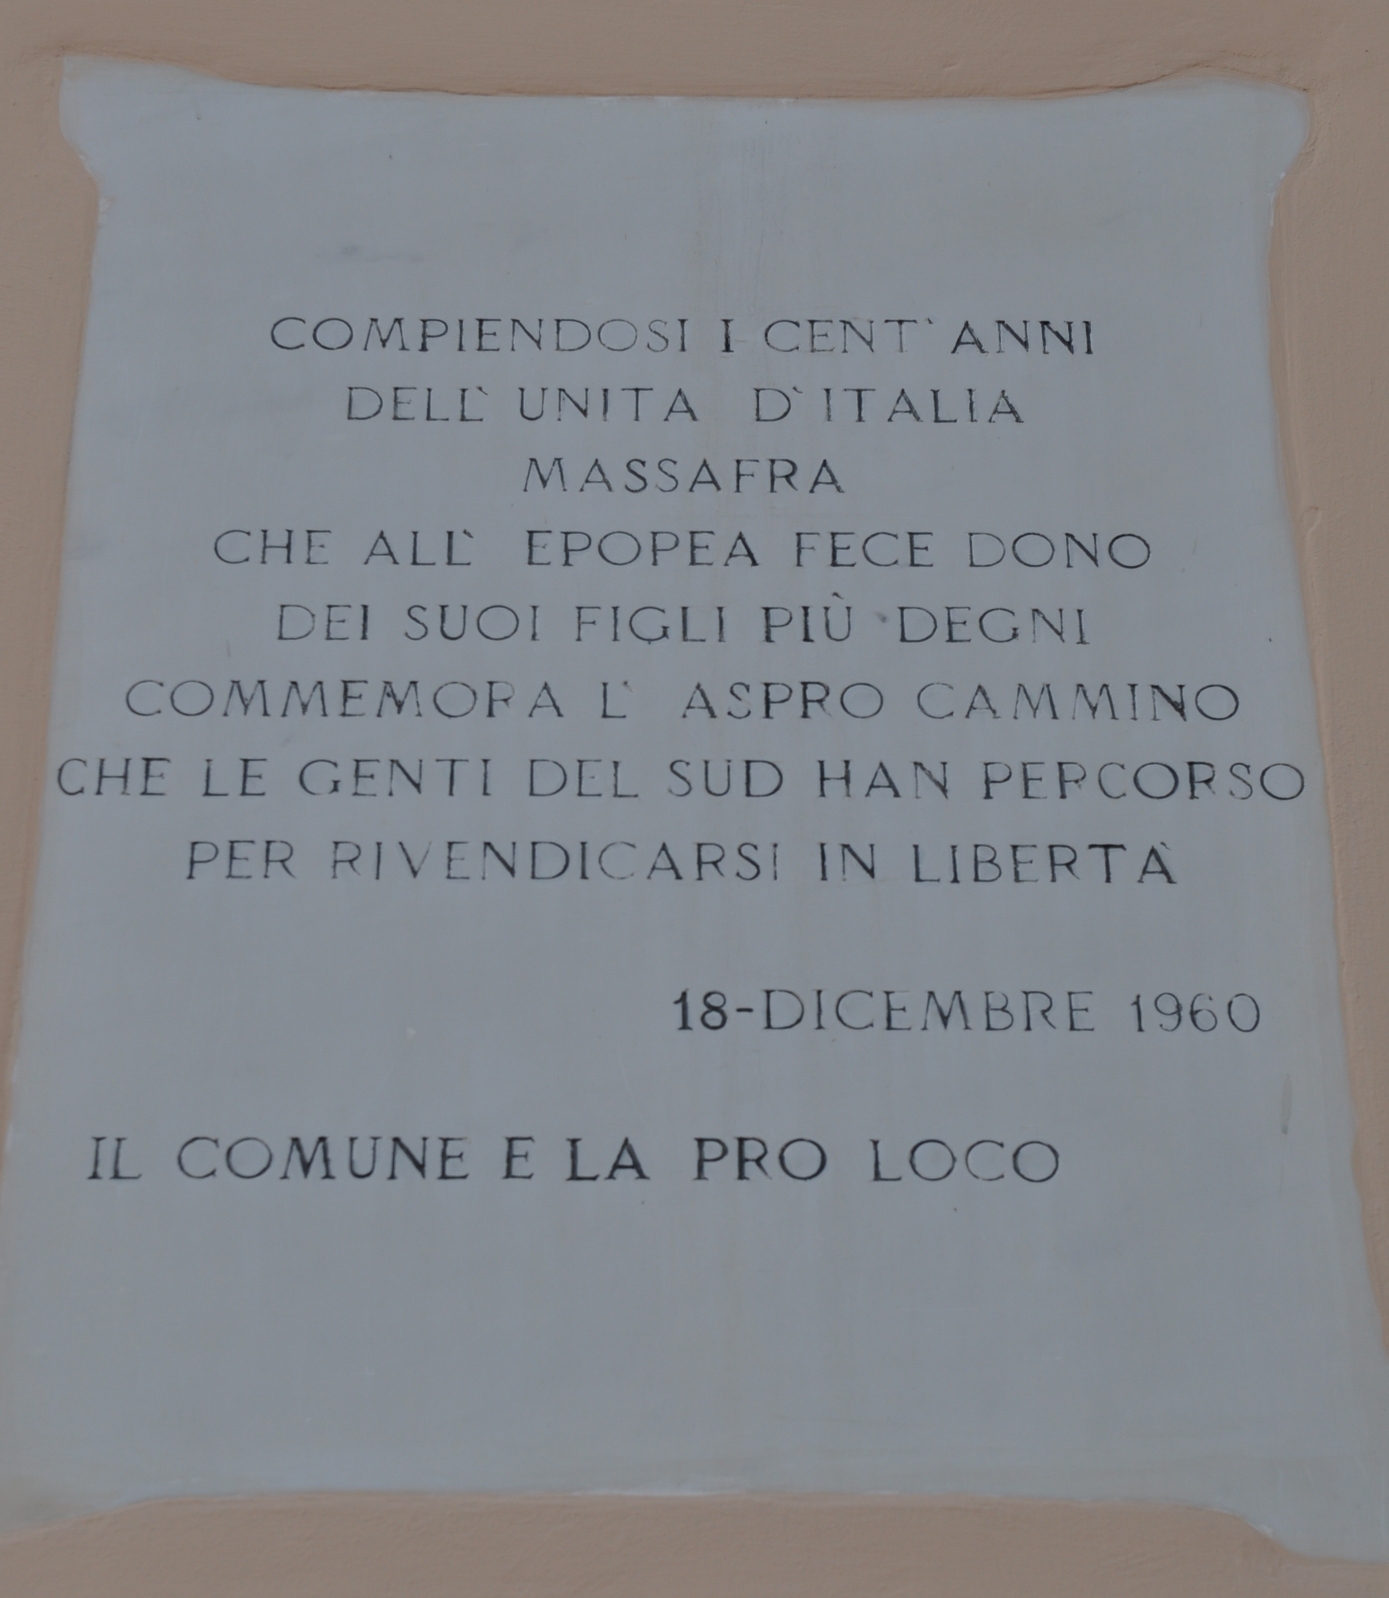 COMPIENDOSI I CENT' ANNI
DELL' UNITA D' ITALIA
MASSAFRA
CHE ALL' EPOPEA FECE DONO
DEI SUOI FIGLI PIÙ DEGNI
COMMEMORA L' ASPRO CAMMINO
CHE LE GENTI DEL SUD HAN PERCORSO
PER RIVENDICARSI IN LIBERTÀ
18-DICEMBRE 1960
IL COMUNE E LA PRO LOCO